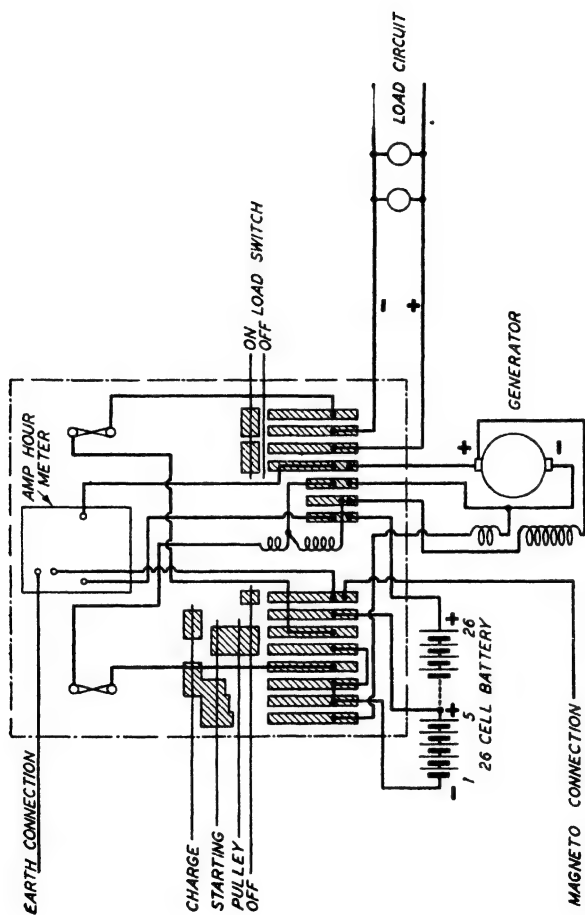 EARTH CONNECTION
AMP HOUR
METER
CHARGE
STARTING
PULLEY
OFF
ON
OFF LOAD SWITCH
LOAD CIRCUIT
-
+
GENERATOR
+
-
- + +
1 5 26
26 CELL BATTERY
MAGNETO CONNECTION